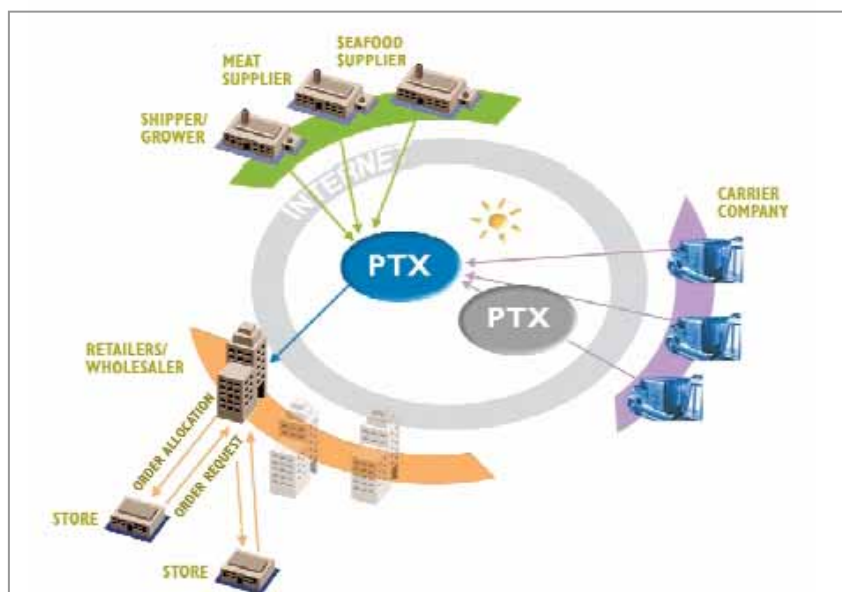 SEAFOOD
SUPPLIER
MEAT
SUPPLIER
SHIPPER/
GROWER
INTERNET
CARRIER
COMPANY
PTX
PTX
RETAILERS/
WHOLESALER
ORDER ALLOCATION
ORDER REQUEST
STORE
STORE